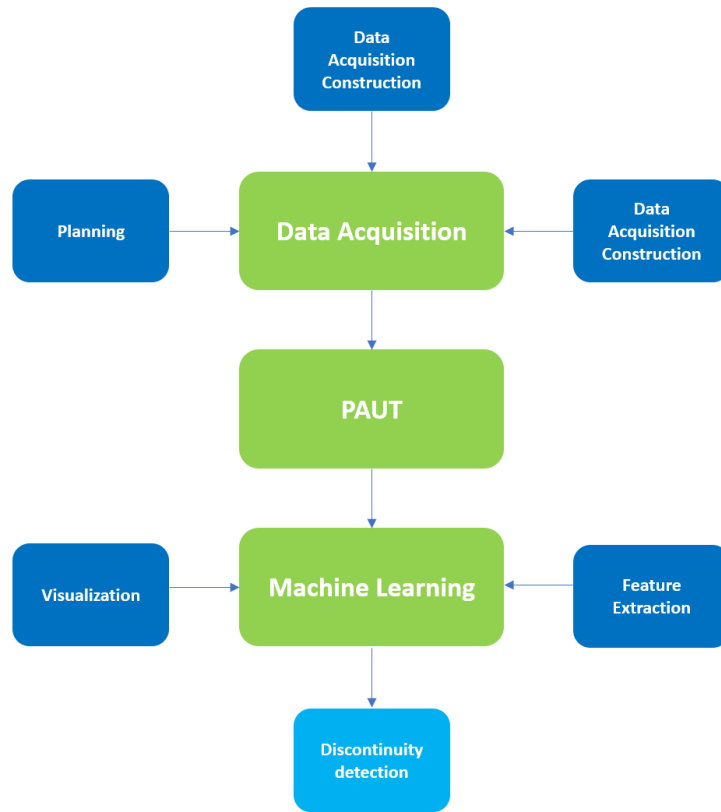 Data
Acquisition
Construction
Planning
Data Acquisition
Data
Acquisition
Construction
PAUT
Visualization
Machine Learning
Feature
Extraction
Discontinuity
detection